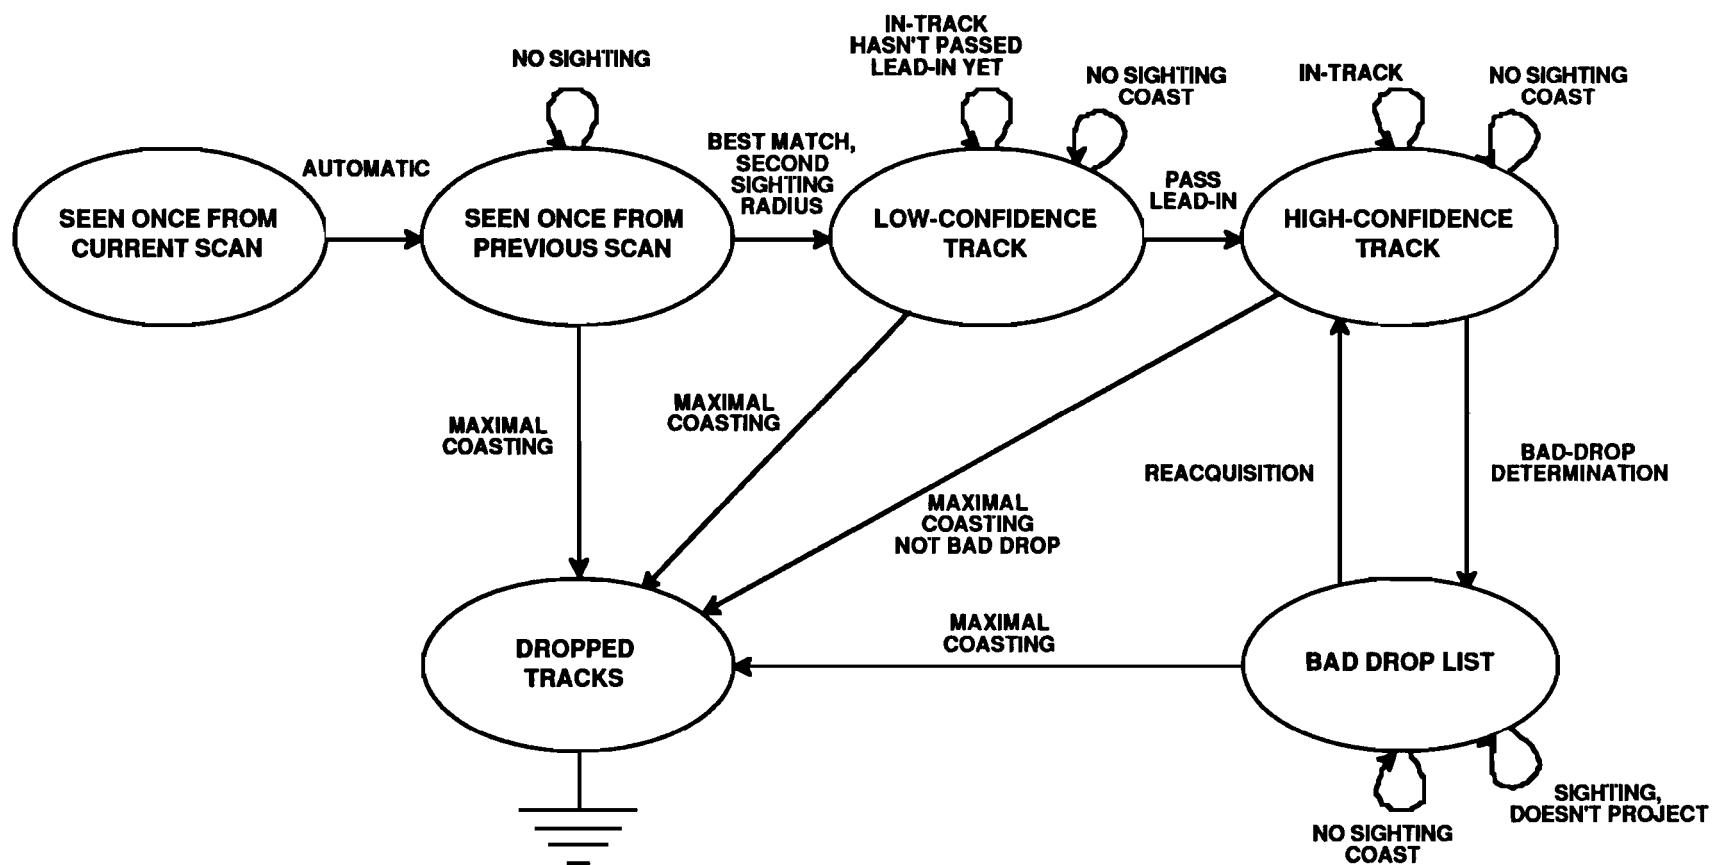 NO SIGHTING
IN-TRACK
HASN'T PASSED
LEAD-IN YET
NO SIGHTING
COAST
IN-TRACK
NO SIGHTING
COAST
AUTOMATIC
BEST MATCH,
SECOND
SIGHTING
RADIUS
PASS
LEAD-IN
SEEN ONCE FROM
CURRENT SCAN
SEEN ONCE FROM
PREVIOUS SCAN
LOW-CONFIDENCE
TRACK
HIGH-CONFIDENCE
TRACK
MAXIMAL
COASTING
MAXIMAL
COASTING
MAXIMAL
COASTING
NOT BAD DROP
REACQUISITION
BAD-DROP
DETERMINATION
DROPPED
TRACKS
MAXIMAL
COASTING
BAD DROP LIST
NO SIGHTING
COAST
SIGHTING,
DOESN'T PROJECT